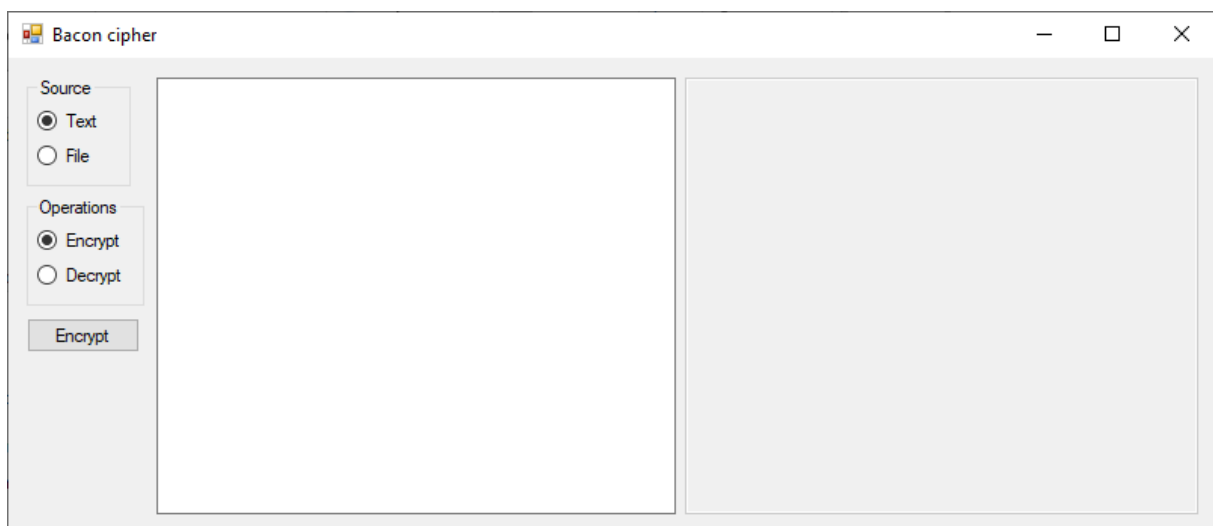 Bacon cipher
Source
Text
File
Operations
Encrypt
Decrypt
Encrypt